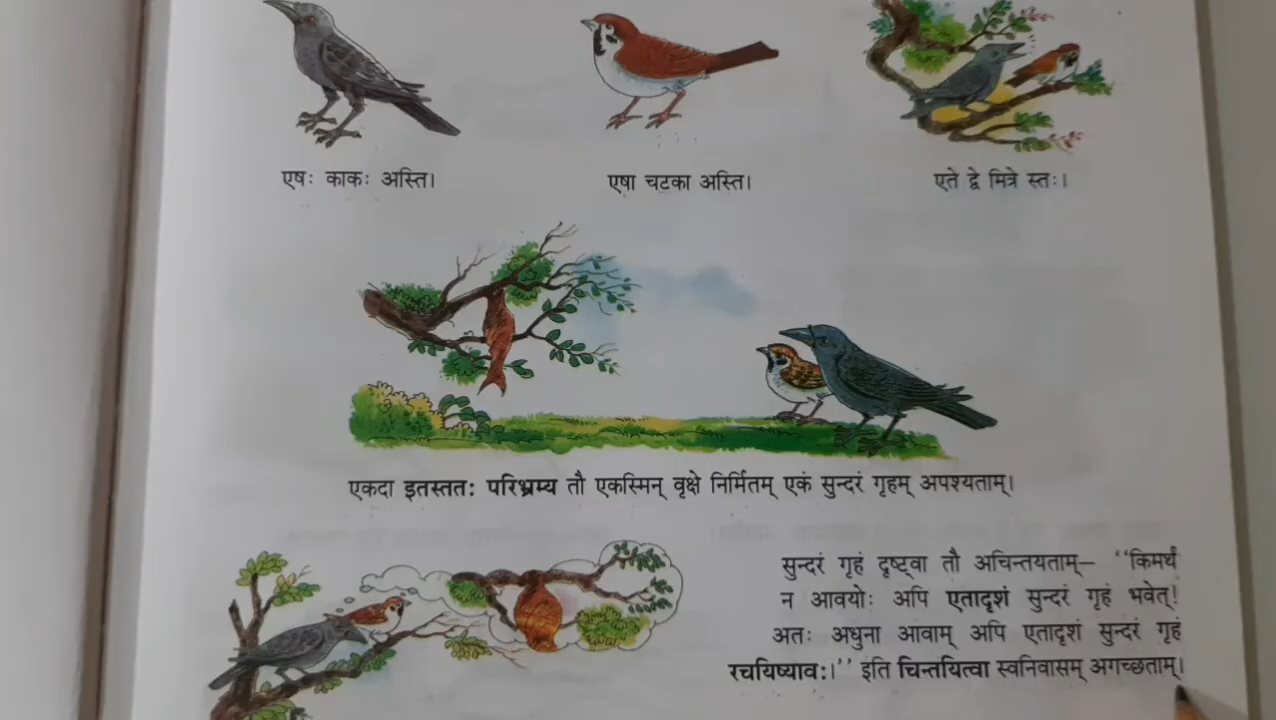 एषः काकः अस्ति।
एषा चटका अस्ति।
एते द्वे मित्रे स्तः।
एकदा इतस्ततः परिभ्रम्य तौ एकस्मिन् वृक्षे निर्मितम् एकं सुन्दरं गृहम् अपश्यताम्।
सुन्दरं गृहं दृष्ट्वा तौ अचिन्तयताम्– ‘‘किमर्थं
न आवयोः अपि एतादृशं सुन्दरं गृहं भवेत्!
अतः अधुना आवाम् अपि एतादृशं सुन्दरं गृहं
रचयिष्यावः।’’ इति चिन्तयित्वा स्वनिवासम् अगच्छताम्।